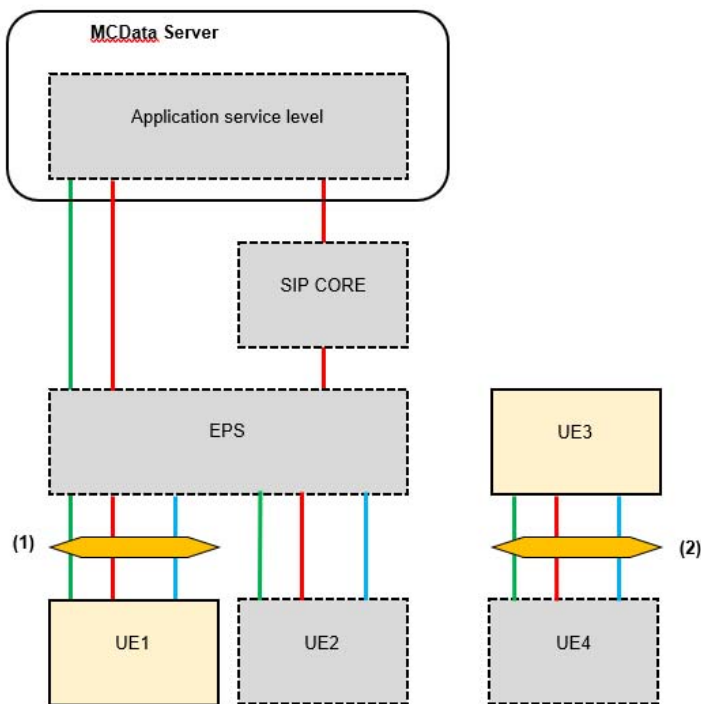 MCData Server
Application service level
SIP CORE
EPS
UE3
(1)
(2)
UE1
UE2
UE4